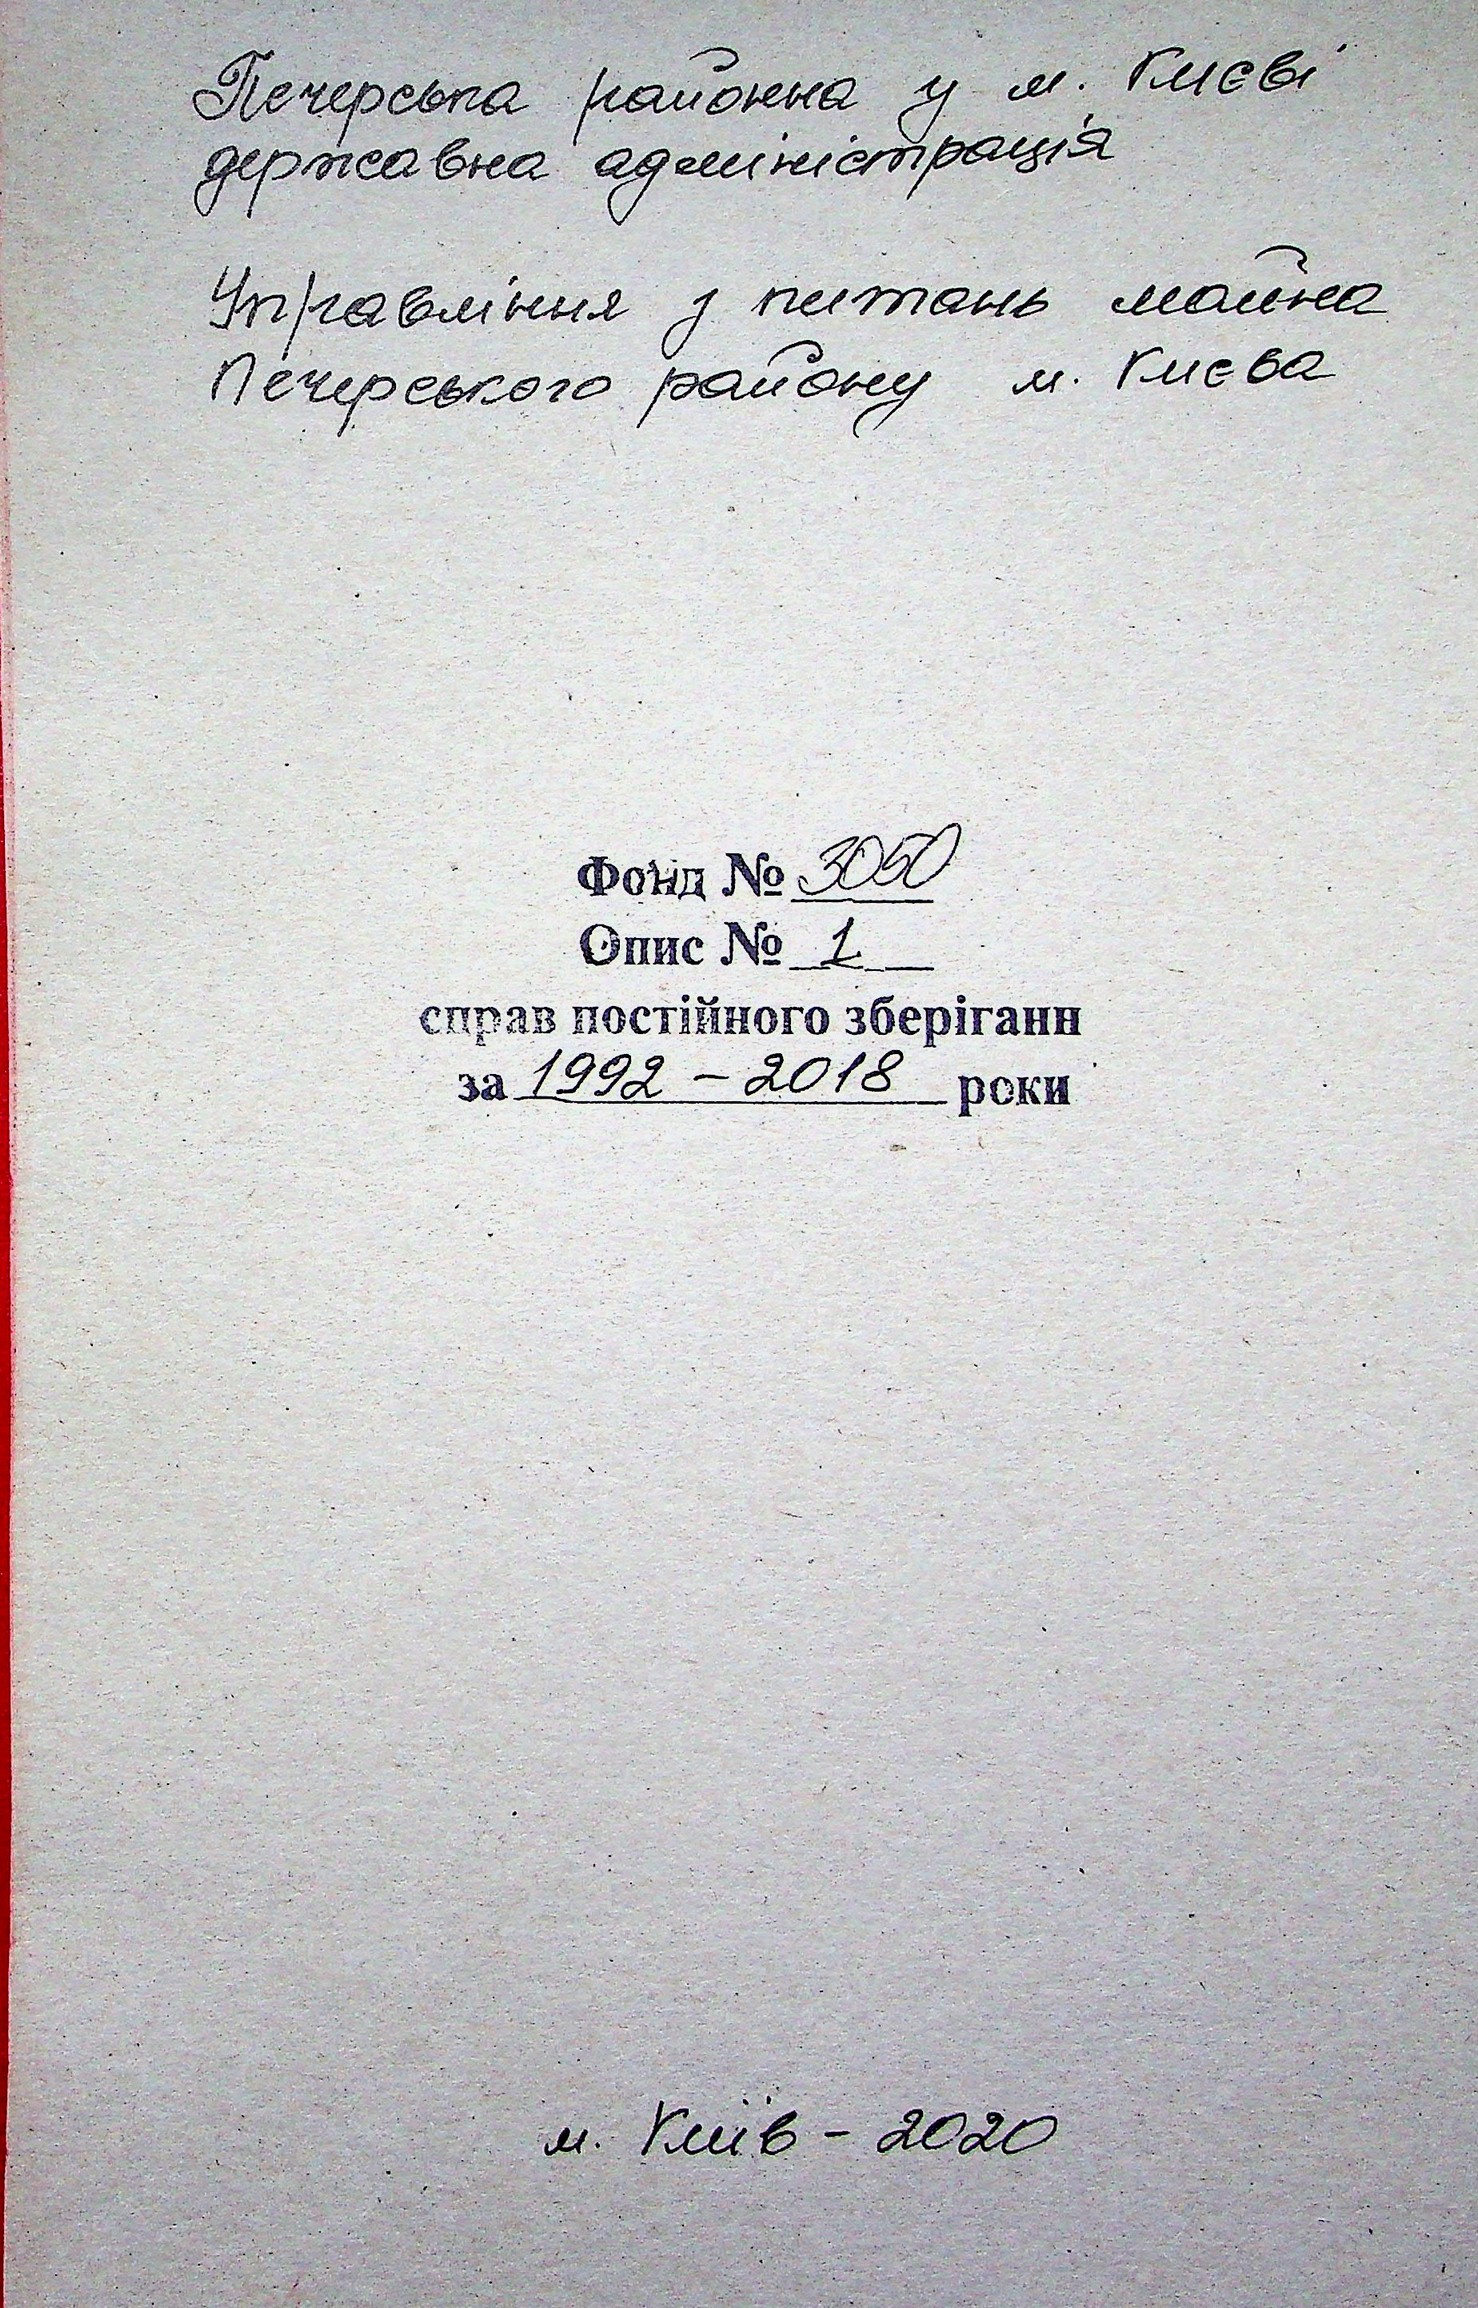 Печерська районна у м. Києві
державна адміністрація
Управління з питань майна
Печерського району м. Києва
Фонд № 3050
Опис № 1
справ постійного зберіганн
за 1992 – 2018 роки
м. Київ – 2020